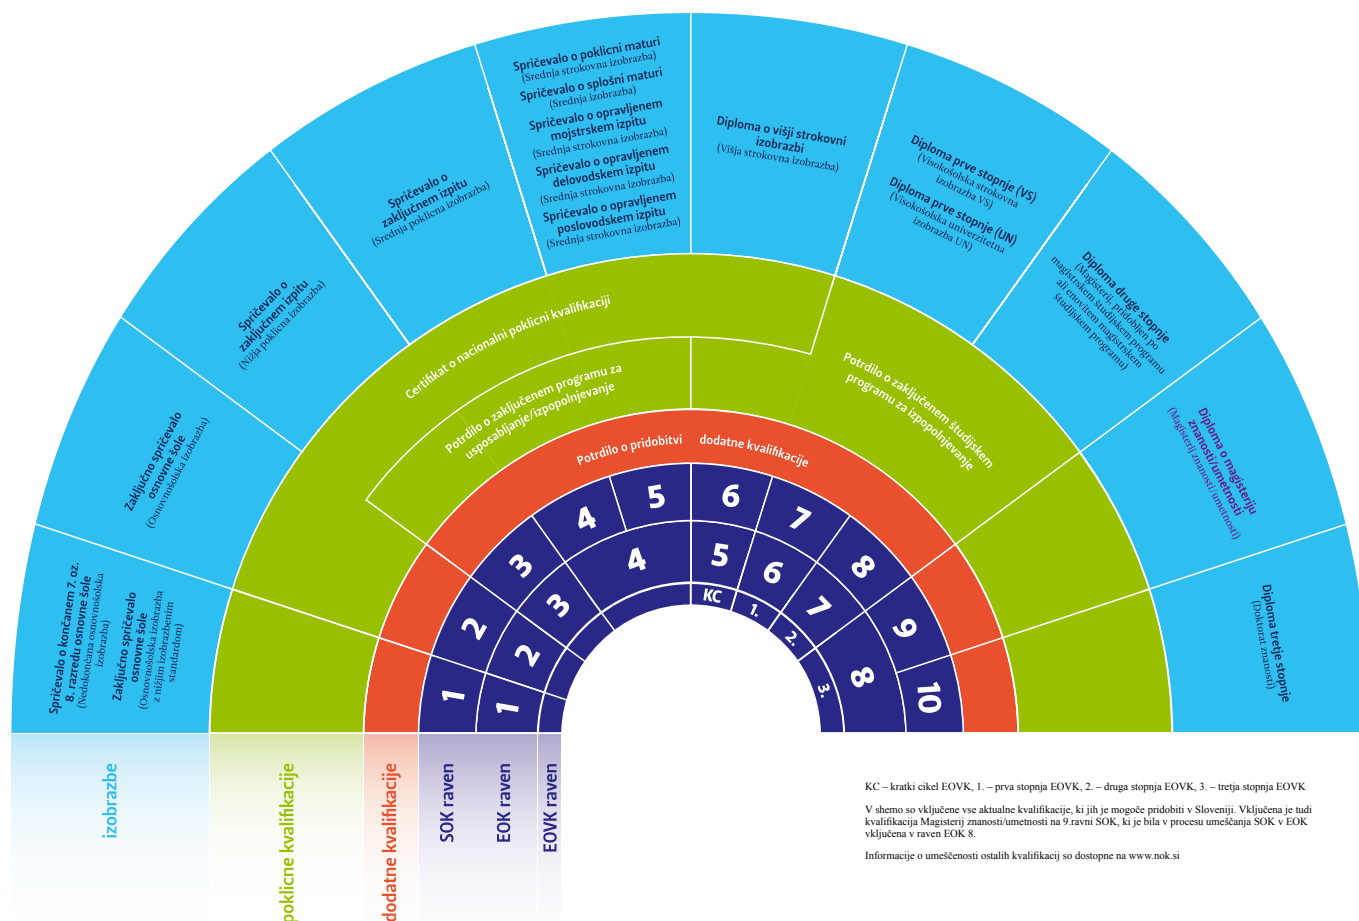 Spričevalo o končanem 7. oz.
8. razredu osnovne šole
(Nedokončana osnovnošolska
izobrazba)
Zaključno spričevalo
osnovne šole
(Osnovnošolska izobrazba
z nižjim izobrazbenim
standardom)
Zaključno spričevalo
osnovne šole
(Osnovnošolska izobrazba)
Spričevalo o
zaključnem izpitu
(Nižja poklicna izobrazba)
Spričevalo o
zaključnem izpitu
(Srednja poklicna izobrazba)
Spričevalo o poklicni maturi
(Srednja strokovna izobrazba)
Spričevalo o splošni maturi
(Srednja izobrazba)
Spričevalo o opravljenem
mojstrskem izpitu
(Srednja strokovna izobrazba)
Spričevalo o opravljenem
delovodskem izpitu
(Srednja strokovna izobrazba)
Spričevalo o opravljenem
poslovodskem izpitu
(Srednja strokovna izobrazba)
Diploma o višji strokovni
izobrazbi
(Višja strokovna izobrazba)
Diploma prve stopnje (VS)
(Visokošolska strokovna
izobrazba VS)
Diploma prve stopnje (UN)
(Visokošolska univerzitetna
izobrazba UN)
Diploma druge stopnje
(Magisterij, pridobljen po
magistrskem študijskem programu
ali enovitem magistrskem
študijskem programu)
Diploma o magisteriju
znanosti/umetnosti
(Magisterij znanosti/umetnosti)
Diploma tretje stopnje
(Doktorat znanosti)
Certifikat o nacionalni poklicni kvalifikaciji
Potrdilo o zaključenem programu za
usposabljanje/izpopolnjevanje
Potrdilo o zaključenem študijskem
programu za izpopolnjevanje
Potrdilo o pridobitvi dodatne kvalifikacije
1
2
3
4
5
6
7
8
9
10
1
2
3
4
5
6
7
8
KC
1.
2.
3.
izobrazbe
poklicne kvalifikacije
dodatne kvalifikacije
SOK raven
EOK raven
EOVK raven
KC – kratki cikel EOVK, 1. – prva stopnja EOVK, 2. – druga stopnja EOVK, 3. – tretja stopnja EOVK
V shemo so vključene vse aktualne kvalifikacije, ki jih je mogoče pridobiti v Sloveniji. Vključena je tudi
kvalifikacija Magisterij znanosti/umetnosti na 9.ravni SOK, ki je bila v procesu umeščanja SOK v EOK
vključena v raven EOK 8.
Informacije o umeščenosti ostalih kvalifikacij so dostopne na www.nok.si